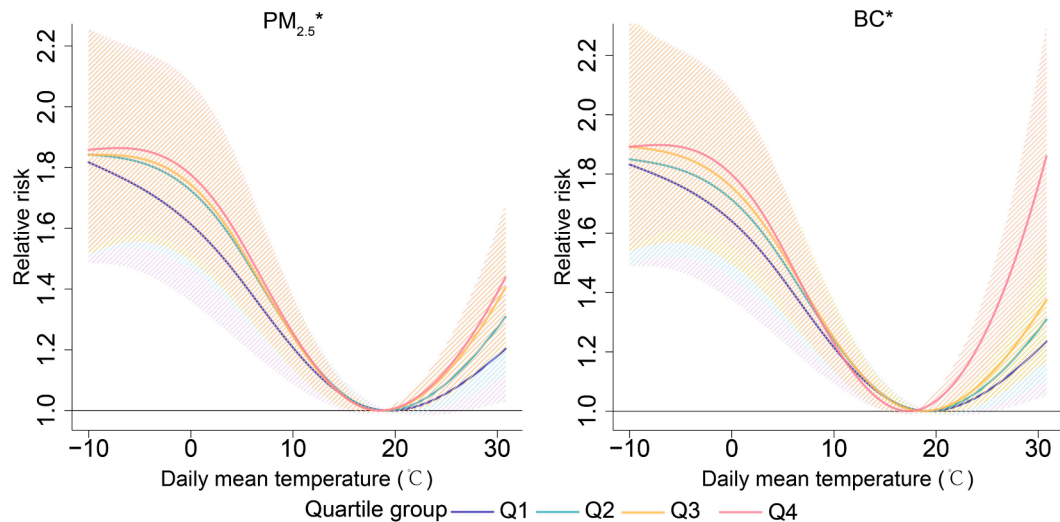 PM2.5*
Relative risk
2.2
2.0
1.8
1.6
1.4
1.2
1.0
−10 0 10 20 30
Daily mean temperature (℃)
BC*
Relative risk
2.2
2.0
1.8
1.6
1.4
1.2
1.0
−10 0 10 20 30
Daily mean temperature (℃)
Quartile group Q1 Q2 Q3 Q4